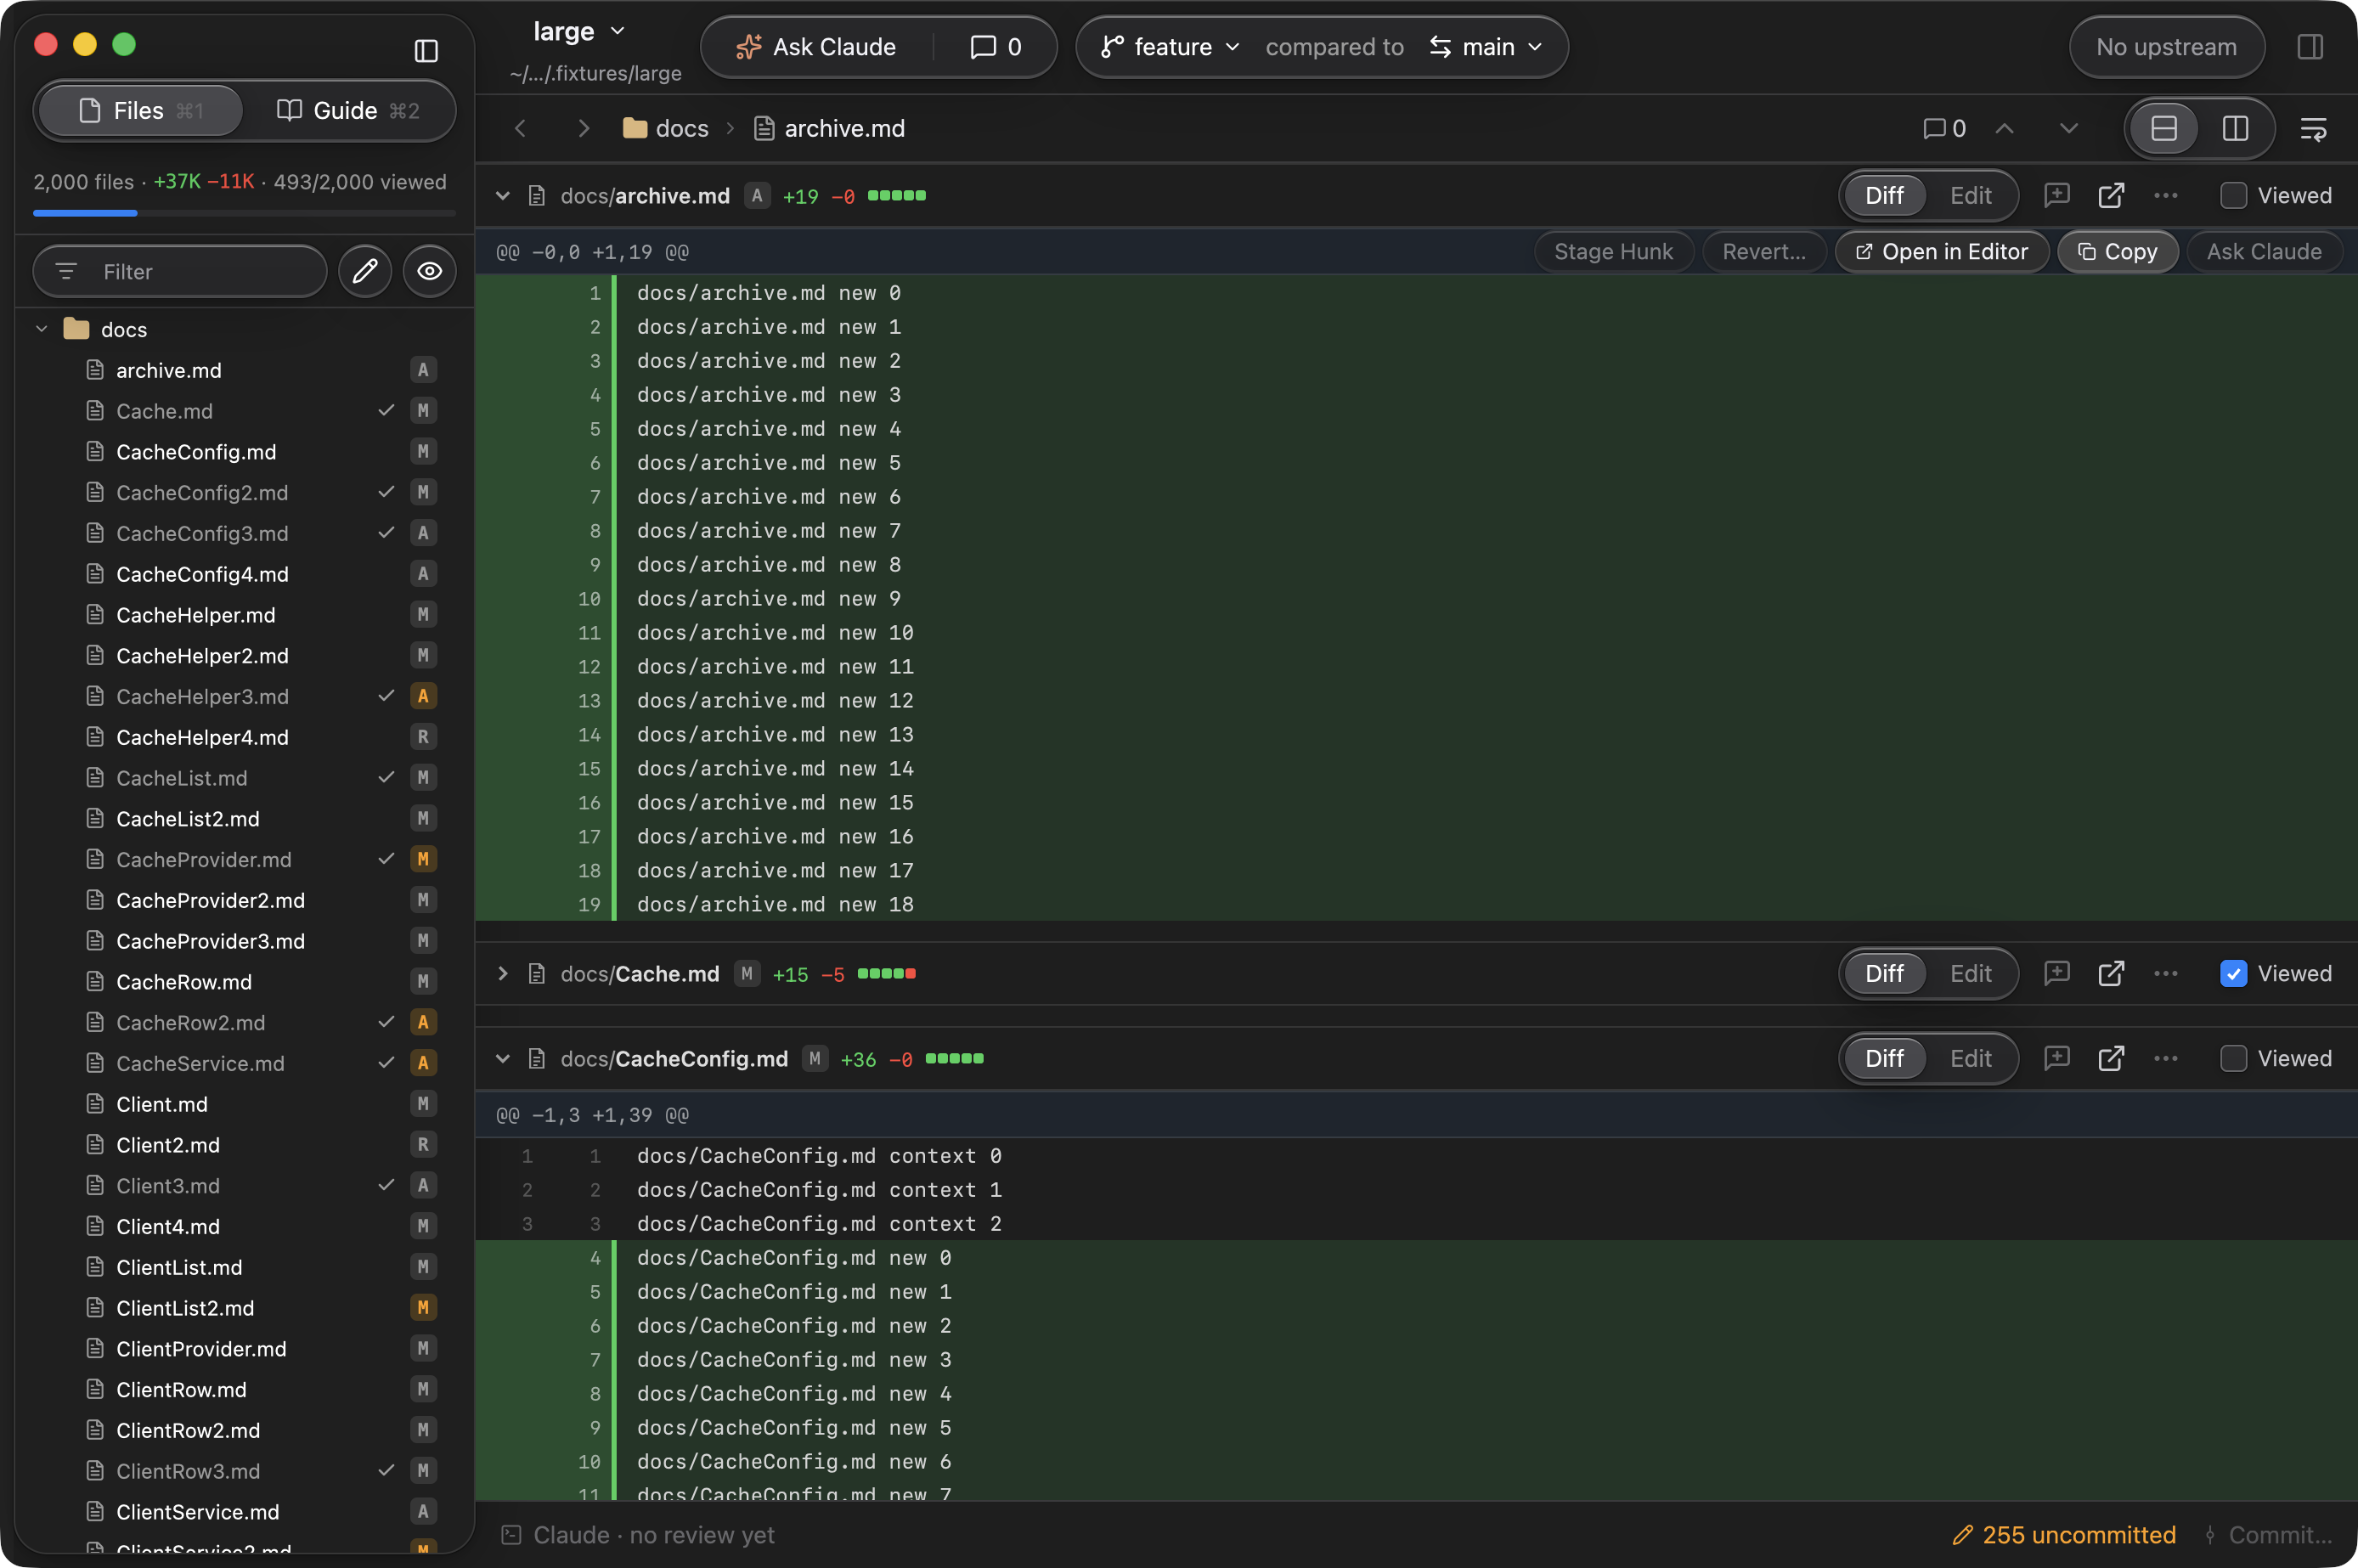 large
~/.../.fixtures/large
Ask Claude 0
feature compared to main
No upstream
Files ⌘1 Guide ⌘2
2,000 files · +37K −11K · 493/2,000 viewed
Filter
docs
archive.md A
Cache.md M
CacheConfig.md M
CacheConfig2.md M
CacheConfig3.md A
CacheConfig4.md A
CacheHelper.md M
CacheHelper2.md M
CacheHelper3.md A
CacheHelper4.md R
CacheList.md M
CacheList2.md M
CacheProvider.md M
CacheProvider2.md M
CacheProvider3.md M
CacheRow.md M
CacheRow2.md A
CacheService.md A
Client.md M
Client2.md R
Client3.md A
Client4.md M
ClientList.md M
ClientList2.md M
ClientProvider.md M
ClientRow.md M
ClientRow2.md M
ClientRow3.md M
ClientService.md A
ClientService2.md M
docs archive.md 0
docs/archive.md A +19 −0 Diff Edit Viewed
@@ −0,0 +1,19 @@ Stage Hunk Revert... Open in Editor Copy Ask Claude
1 docs/archive.md new 0
2 docs/archive.md new 1
3 docs/archive.md new 2
4 docs/archive.md new 3
5 docs/archive.md new 4
6 docs/archive.md new 5
7 docs/archive.md new 6
8 docs/archive.md new 7
9 docs/archive.md new 8
10 docs/archive.md new 9
11 docs/archive.md new 10
12 docs/archive.md new 11
13 docs/archive.md new 12
14 docs/archive.md new 13
15 docs/archive.md new 14
16 docs/archive.md new 15
17 docs/archive.md new 16
18 docs/archive.md new 17
19 docs/archive.md new 18
docs/Cache.md M +15 −5 Diff Edit Viewed
docs/CacheConfig.md M +36 −0 Diff Edit Viewed
@@ −1,3 +1,39 @@
1 1 docs/CacheConfig.md context 0
2 2 docs/CacheConfig.md context 1
3 3 docs/CacheConfig.md context 2
4 docs/CacheConfig.md new 0
5 docs/CacheConfig.md new 1
6 docs/CacheConfig.md new 2
7 docs/CacheConfig.md new 3
8 docs/CacheConfig.md new 4
9 docs/CacheConfig.md new 5
10 docs/CacheConfig.md new 6
11 docs/CacheConfig.md new 7
Claude · no review yet
255 uncommitted Commit...